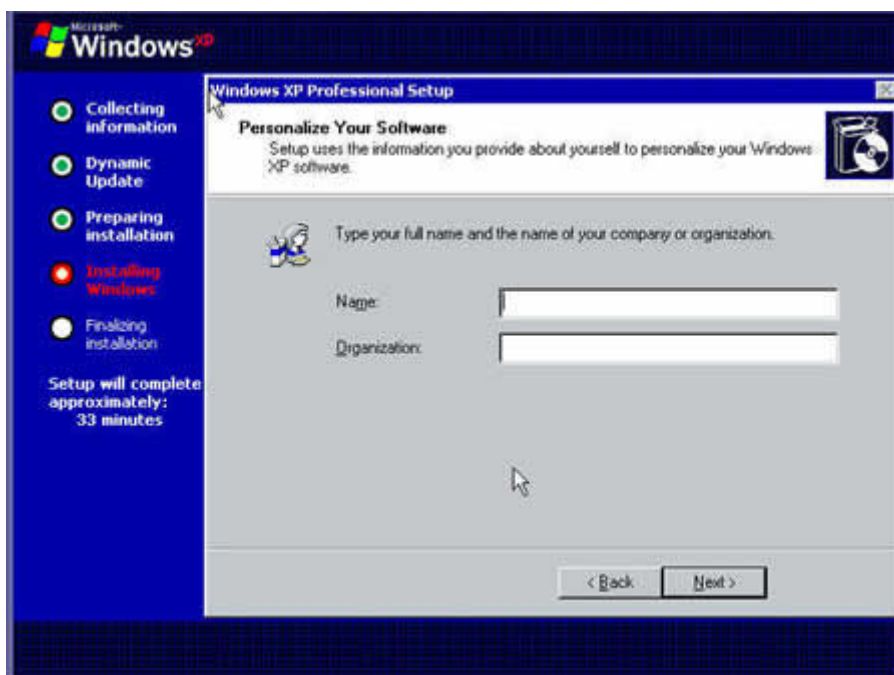 Microsoft
Windows xp
Windows XP Professional Setup
Collecting
information
Dynamic
Update
Preparing
installation
Installing
Windows
Finalizing
installation
Setup will complete
approximately:
33 minutes
Personalize Your Software
Setup uses the information you provide about yourself to personalize your Windows
XP software.
Type your full name and the name of your company or organization.
Name:
Organization:
< Back
Next >